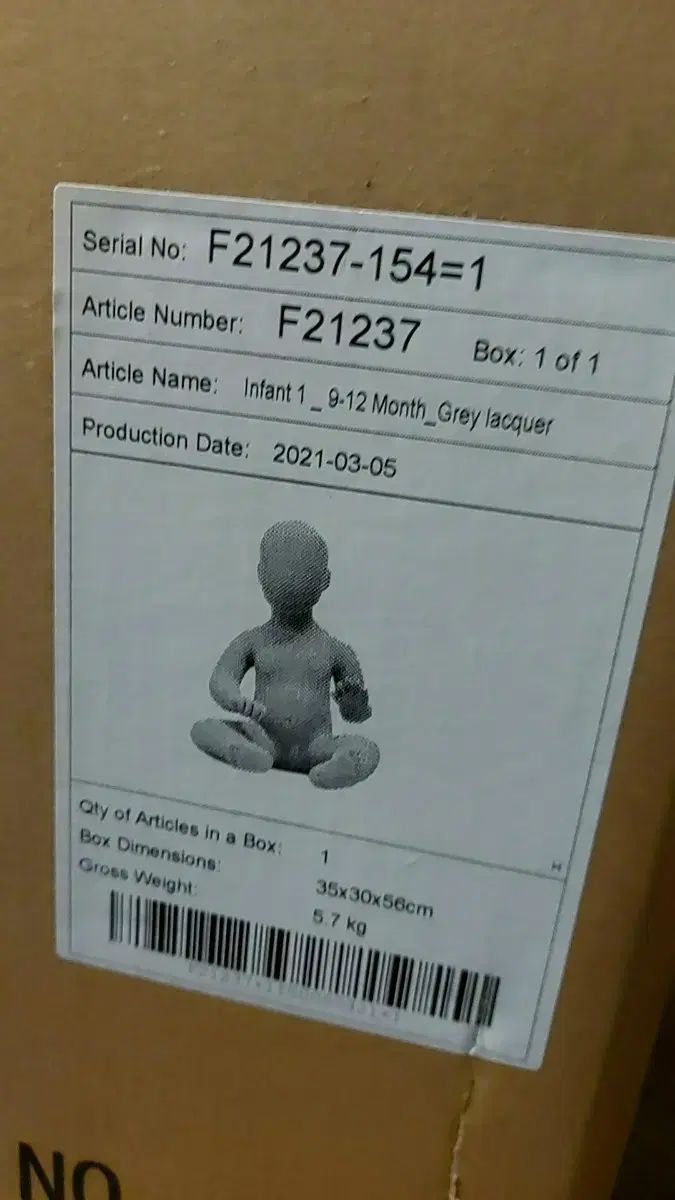 Serial No: F21237-154=1
Article Number: F21237 Box: 1 of 1
Article Name: Infant 1 _ 9-12 Month_Grey lacquer
Production Date: 2021-03-05
Qty of Articles in a Box: 1
Box Dimensions: 35x30x56cm
Gross Weight: 5.7 kg
NO